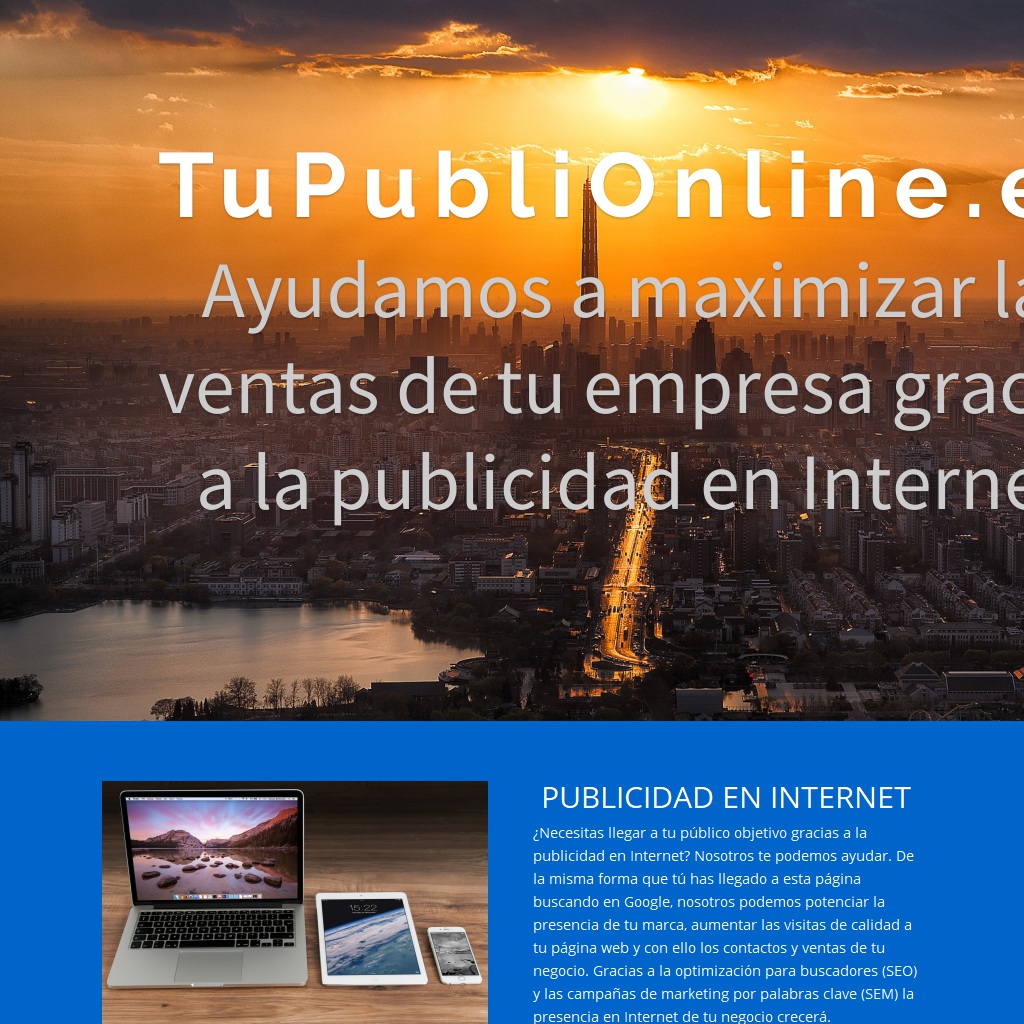 TuPubliOnline.e
Ayudamos a maximizar la
ventas de tu empresa grac
a la publicidad en Interne
PUBLICIDAD EN INTERNET
¿Necesitas llegar a tu público objetivo gracias a la
publicidad en Internet? Nosotros te podemos ayudar. De
la misma forma que tú has llegado a esta página
buscando en Google, nosotros podemos potenciar la
presencia de tu marca, aumentar las visitas de calidad a
tu página web y con ello los contactos y ventas de tu
negocio. Gracias a la optimización para buscadores (SEO)
y las campañas de marketing por palabras clave (SEM) la
presencia en Internet de tu negocio crecerá.
15:22